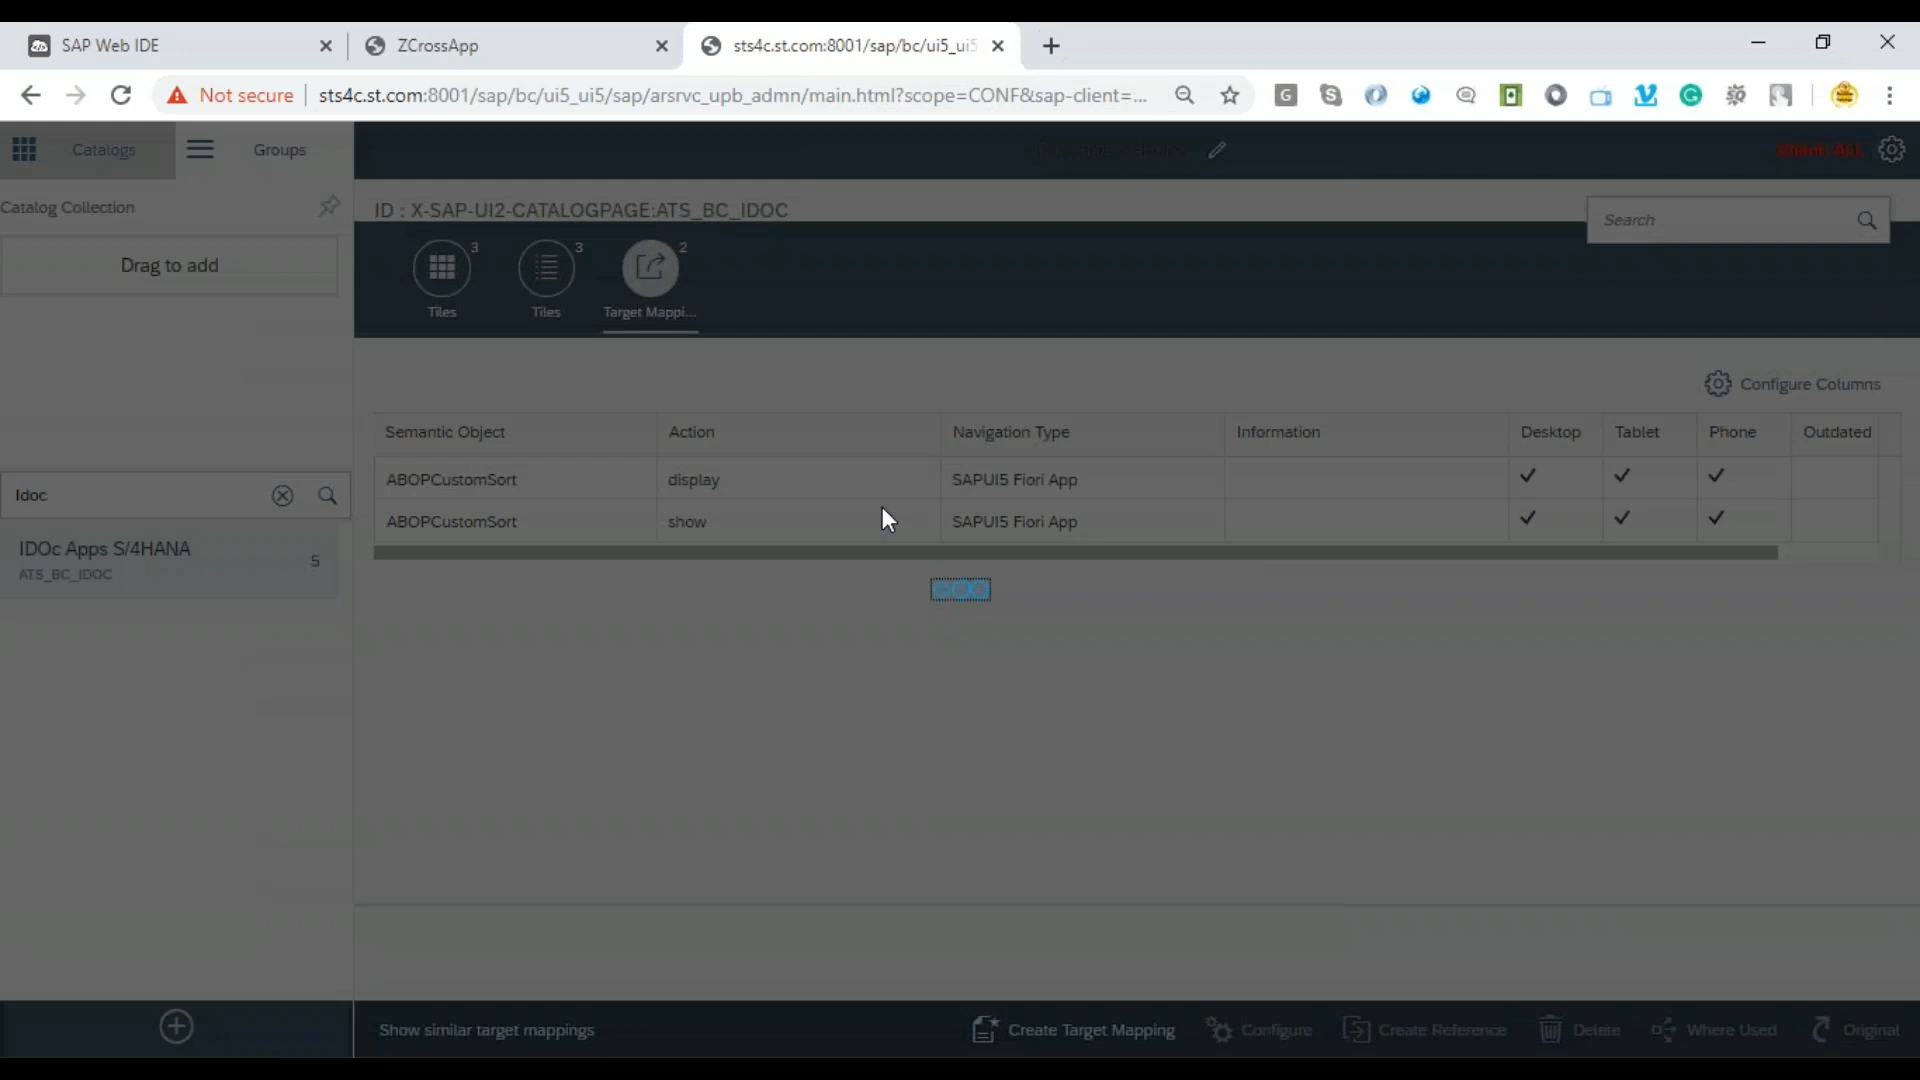 SAP Web IDE
ZCrossApp
sts4c.st.com:8001/sap/bc/ui5_ui5
Not secure
sts4c.st.com:8001/sap/bc/ui5_ui5/sap/arsrvc_upb_admn/main.html?scope=CONF&sap-client=...
Catalogs
Groups
Catalog Collection
Drag to add
ID : X-SAP-UI2-CATALOGPAGE:ATS_BC_IDOC
Search
3
3
2
Tiles
Tiles
Target Mappi...
Configure Columns
Semantic Object Action Navigation Type Information Desktop Tablet Phone Outdated
ABOPCustomSort display SAPUI5 Fiori App
ABOPCustomSort show SAPUI5 Fiori App
Idoc
IDOc Apps S/4HANA
ATS_BC_IDOC
5
Show similar target mappings
Create Target Mapping
Configure
Create Reference
Delete
Where Used
Original